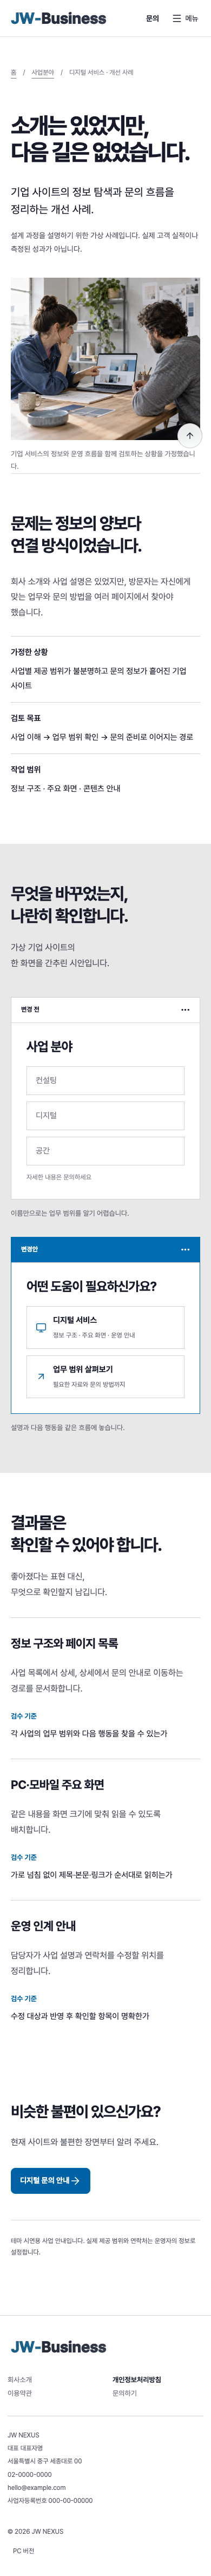 JW-Business
문의
메뉴
홈 / 사업분야 / 디지털 서비스 · 개선 사례
소개는 있었지만,
다음 길은 없었습니다.
기업 사이트의 정보 탐색과 문의 흐름을
정리하는 개선 사례.
설계 과정을 설명하기 위한 가상 사례입니다. 실제 고객 실적이나
측정된 성과가 아닙니다.
기업 서비스의 정보와 운영 흐름을 함께 검토하는 상황을 가정했습니
다.
문제는 정보의 양보다
연결 방식이었습니다.
회사 소개와 사업 설명은 있었지만, 방문자는 자신에게
맞는 업무와 문의 방법을 여러 페이지에서 찾아야
했습니다.
가정한 상황
사업별 제공 범위가 불분명하고 문의 정보가 흩어진 기업
사이트
검토 목표
사업 이해 → 업무 범위 확인 → 문의 준비로 이어지는 경로
작업 범위
정보 구조 · 주요 화면 · 콘텐츠 안내
무엇을 바꾸었는지,
나란히 확인합니다.
가상 기업 사이트의
한 화면을 간추린 시안입니다.
변경 전
사업 분야
컨설팅
디지털
공간
자세한 내용은 문의하세요
이름만으로는 업무 범위를 알기 어렵습니다.
변경안
어떤 도움이 필요하신가요?
디지털 서비스
정보 구조 · 주요 화면 · 운영 안내
업무 범위 살펴보기
필요한 자료와 문의 방법까지
설명과 다음 행동을 같은 흐름에 놓습니다.
결과물은
확인할 수 있어야 합니다.
좋아졌다는 표현 대신,
무엇으로 확인할지 남깁니다.
정보 구조와 페이지 목록
사업 목록에서 상세, 상세에서 문의 안내로 이동하는
경로를 문서화합니다.
검수 기준
각 사업의 업무 범위와 다음 행동을 찾을 수 있는가
PC·모바일 주요 화면
같은 내용을 화면 크기에 맞춰 읽을 수 있도록
배치합니다.
검수 기준
가로 넘침 없이 제목·본문·링크가 순서대로 읽히는가
운영 인계 안내
담당자가 사업 설명과 연락처를 수정할 위치를
정리합니다.
검수 기준
수정 대상과 반영 후 확인할 항목이 명확한가
비슷한 불편이 있으신가요?
현재 사이트와 불편한 장면부터 알려 주세요.
디지털 문의 안내 →
테마 시연용 사업 안내입니다. 실제 제공 범위와 연락처는 운영자의 정보로
설정합니다.
JW-Business
회사소개
개인정보처리방침
이용약관
문의하기
JW NEXUS
대표 대표자명
서울특별시 중구 세종대로 00
02-0000-0000
hello@example.com
사업자등록번호 000-00-00000
© 2026 JW NEXUS
PC 버전